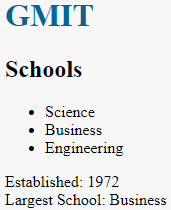 GMIT
Schools
Science
Business
Engineering
Established: 1972
Largest School: Business